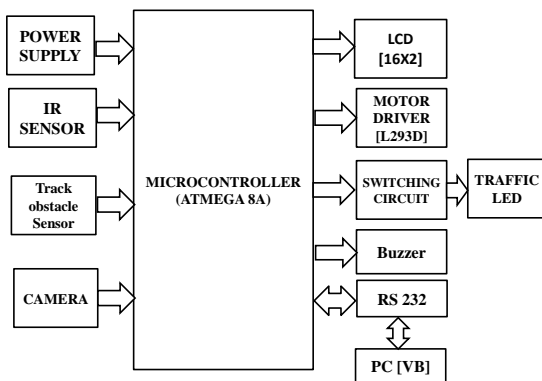 POWER
SUPPLY
IR
SENSOR
Track
obstacle
Sensor
CAMERA
MICROCONTROLLER
(ATMEGA 8A)
LCD
[16X2]
MOTOR
DRIVER
[L293D]
SWITCHING
CIRCUIT
TRAFFIC
LED
Buzzer
RS 232
PC [VB]